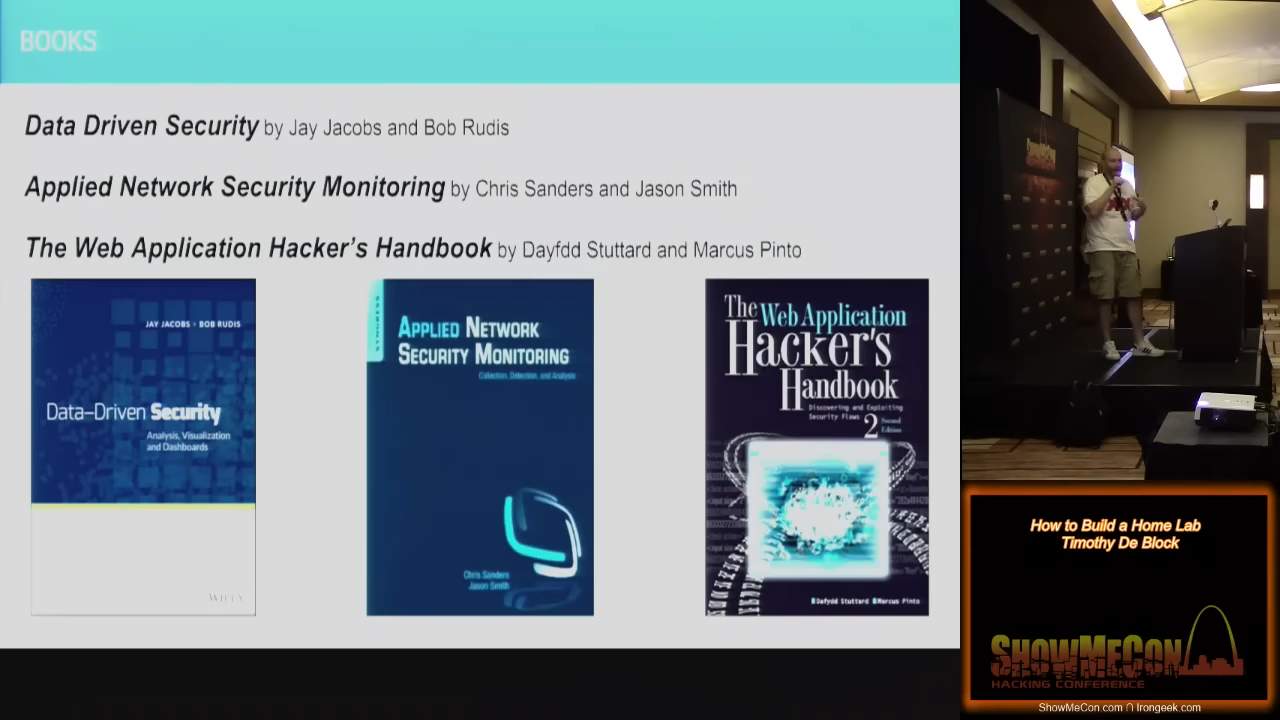 BOOKS
Data Driven Security by Jay Jacobs and Bob Rudis
Applied Network Security Monitoring by Chris Sanders and Jason Smith
The Web Application Hacker's Handbook by Dayfdd Stuttard and Marcus Pinto
JAY JACOBS • BOB RUDIS
Data-Driven Security
Analysis, Visualization
and Dashboards
WILEY
SYNGRESS
APPLIED NETWORK
SECURITY MONITORING
Collection, Detection, and Analysis
Chris Sanders
Jason Smith
The Web Application
Hacker's
Handbook
Discovering and Exploiting
Security Flaws
2 Second
Edition
Dafydd Stuttard Marcus Pinto
ShowMeCon
How to Build a Home Lab
Timothy De Block
SHOWMECON
HACKING CONFERENCE
ShowMeCon.com ∩ Irongeek.com